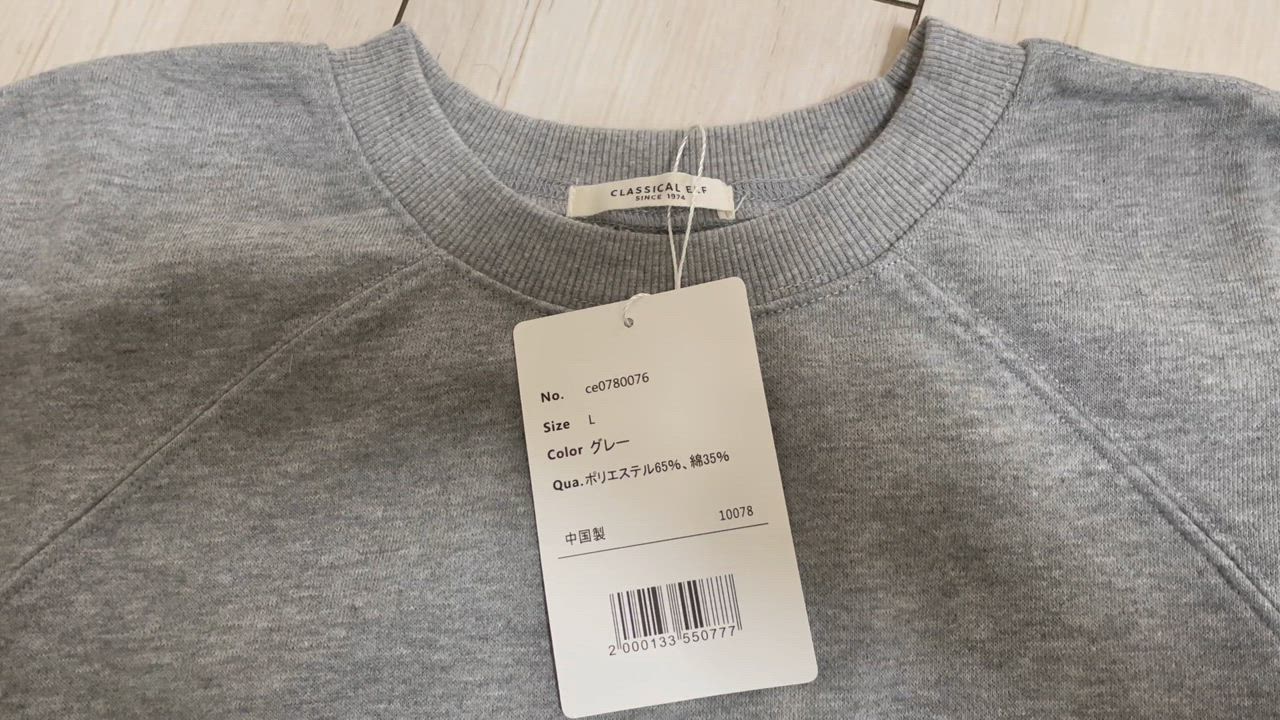 CLASSICAL ELF
SINCE 1974
No. ce0780076
Size L
Color グレー
Qua.ポリエステル65%、綿35%
中国製 10078
2 000133 550777